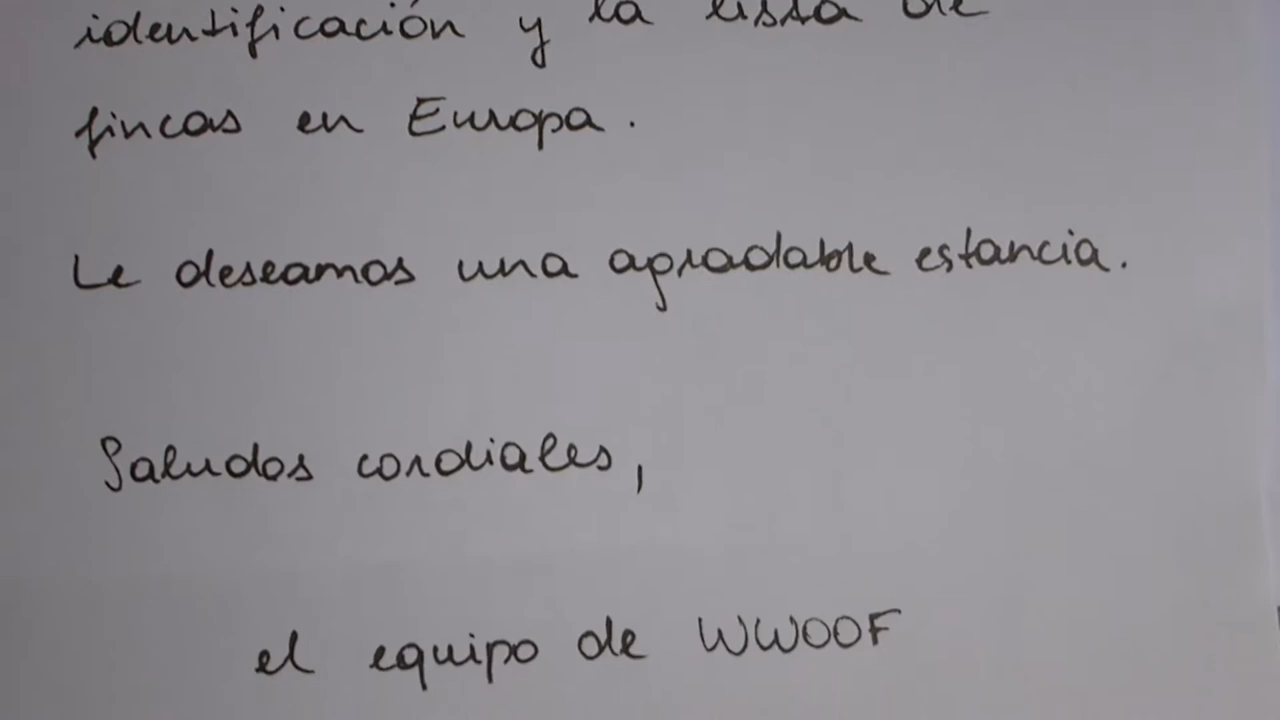 identificación y la lista de
fincas en Europa.
Le deseamos una agradable estancia.
Saludos cordiales,
el equipo de WWOOF